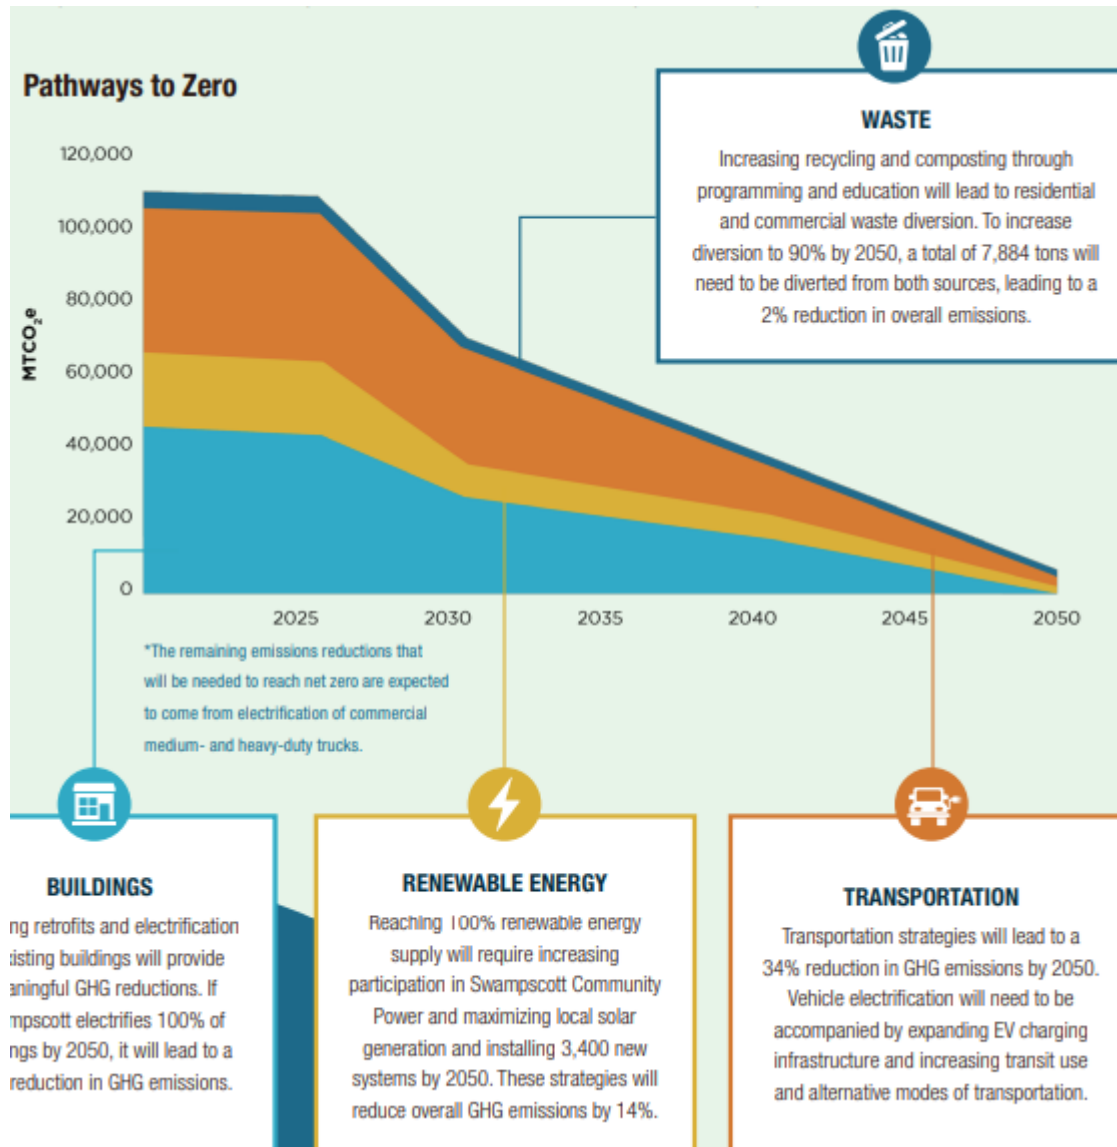 Pathways to Zero
120,000
100,000
80,000
60,000
40,000
20,000
0
MTCO₂e
2025
2030
2035
2040
2045
2050
*The remaining emissions reductions that
will be needed to reach net zero are expected
to come from electrification of commercial
medium- and heavy-duty trucks.
WASTE
Increasing recycling and composting through
programming and education will lead to residential
and commercial waste diversion. To increase
diversion to 90% by 2050, a total of 7,884 tons will
need to be diverted from both sources, leading to a
2% reduction in overall emissions.
BUILDINGS
ng retrofits and electrification
isting buildings will provide
aningful GHG reductions. If
mpscott electrifies 100% of
ngs by 2050, it will lead to a
reduction in GHG emissions.
RENEWABLE ENERGY
Reaching 100% renewable energy
supply will require increasing
participation in Swampscott Community
Power and maximizing local solar
generation and installing 3,400 new
systems by 2050. These strategies will
reduce overall GHG emissions by 14%.
TRANSPORTATION
Transportation strategies will lead to a
34% reduction in GHG emissions by 2050.
Vehicle electrification will need to be
accompanied by expanding EV charging
infrastructure and increasing transit use
and alternative modes of transportation.